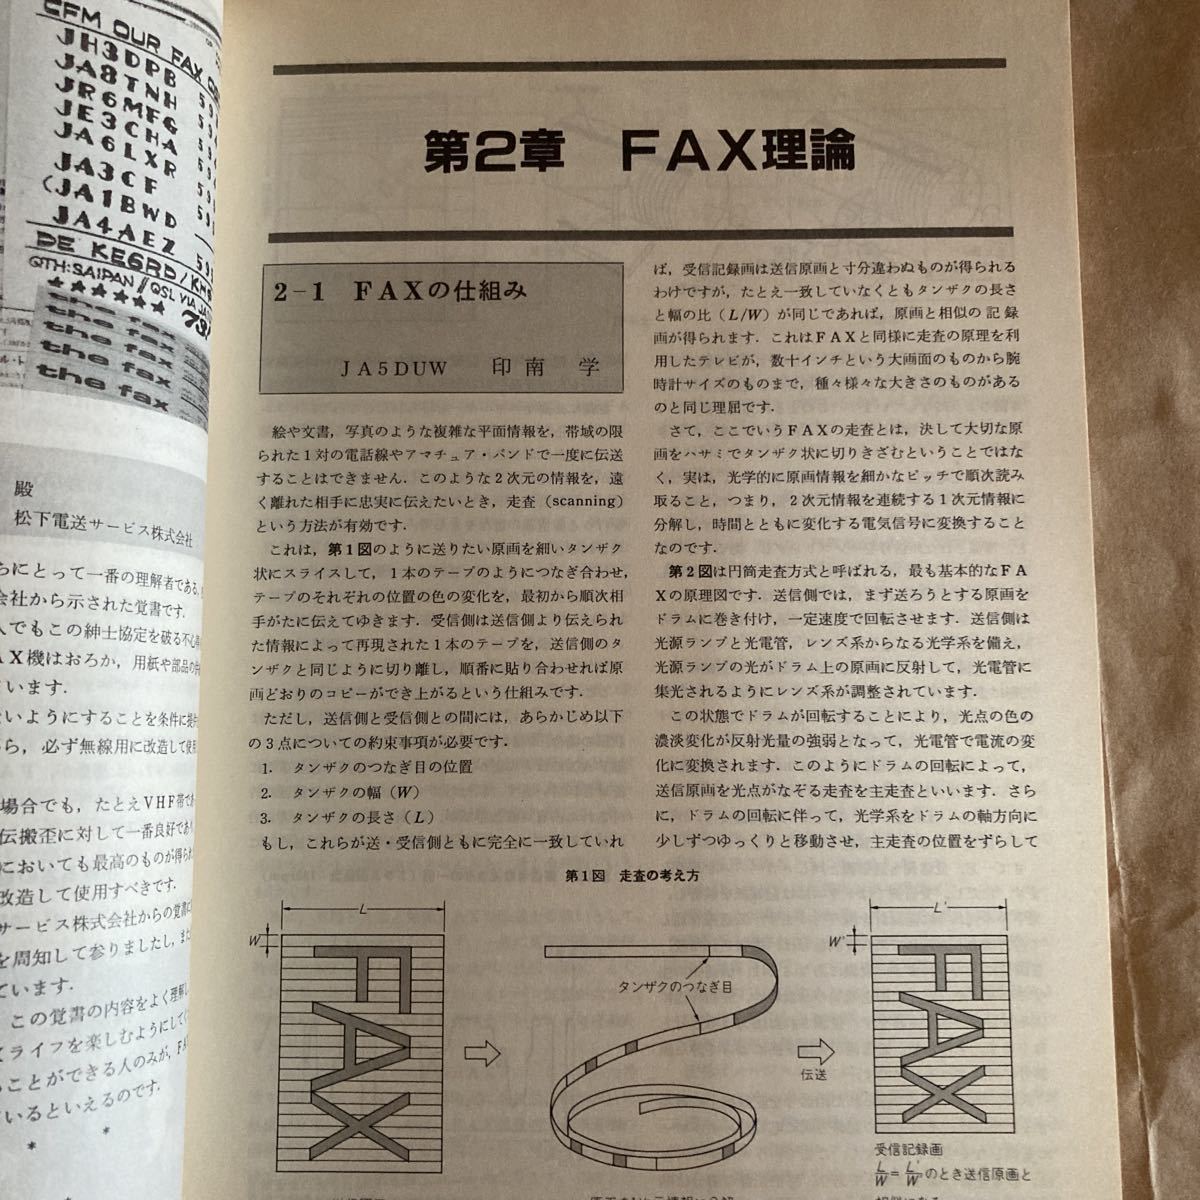 CFM OUR FAX
JH3DPB
JA8TNH
JR6MFG
JE3CHA
JA6LXR
JA3CF
(JA1BWD
JA4AEZ
DE KE6RD/KH
QTH:SAIPAN // QSL VIA JA
★★★★★★ 73
the fax
the fax
the fax
the fax
殿
松下電送サービス株式会社
らにとって一番の理解者である,
会社から示された覚書です.
人でもこの紳士協定を破る不心
AX機はおろか, 用紙や部品の
います.
ないようにすることを条件に
ら, 必ず無線用に改造して使用
場合でも, たとえVHF帯で
伝搬歪に対して一番良好であ
においても最高のものが得られ
改造して使用すべきです.
サービス株式会社からの覚書に
を周知して参りましたし, また
ています.
この覚書の内容をよく理解し
てライフを楽しむようにして
ことができる人のみが, FA
いるといえるのです.
* *
*
第2章 FAX理論
2-1 FAXの仕組み
JA5DUW 印南 学
絵や文書, 写真のような複雑な平面情報を, 帯域の限
られた1対の電話線やアマチュア・バンドで一度に伝送
することはできません. このような2次元の情報を, 遠
く離れた相手に忠実に伝えたいとき, 走査 (scanning)
という方法が有効です.
これは, 第1図のように送りたい原画を細いタンザク
状にスライスして, 1本のテープのようにつなぎ合わせ,
テープのそれぞれの位置の色の変化を, 最初から順次相
手がたに伝えてゆきます. 受信側は送信側より伝えられ
た情報によって再現された1本のテープを, 送信側のタ
ンザクと同じように切り離し, 順番に貼り合わせれば原
画どおりのコピーができ上がるという仕組みです.
ただし, 送信側と受信側との間には, あらかじめ以下
の3点についての約束事項が必要です.
1. タンザクのつなぎ目の位置
2. タンザクの幅 (W)
3. タンザクの長さ (L)
もし, これらが送・受信側ともに完全に一致していれ
ば, 受信記録画は送信原画と寸分違わぬものが得られる
わけですが, たとえ一致していなくともタンザクの長さ
と幅の比 (L/W) が同じであれば, 原画と相似の記録
画が得られます. これはFAXと同様に走査の原理を利
用したテレビが, 数十インチという大画面のものから腕
時計サイズのものまで, 種々様々な大きさのものがある
のと同じ理屈です.
さて, ここでいうFAXの走査とは, 決して大切な原
画をハサミでタンザク状に切りきざむということではな
く, 実は, 光学的に原画情報を細かなピッチで順次読み
取ること, つまり, 2次元情報を連続する1次元情報に
分解し, 時間とともに変化する電気信号に変換すること
なのです.
第2図は円筒走査方式と呼ばれる, 最も基本的なFA
Xの原理図です. 送信側では, まず送ろうとする原画を
ドラムに巻き付け, 一定速度で回転させます. 送信側は
光源ランプと光電管, レンズ系からなる光学系を備え,
光源ランプの光がドラム上の原画に反射して, 光電管に
集光されるようにレンズ系が調整されています.
この状態でドラムが回転することにより, 光点の色の
濃淡変化が反射光量の強弱となって, 光電管で電流の変
化に変換されます. このようにドラムの回転によって,
送信原画を光点がなぞる走査を主走査といいます. さら
に, ドラムの回転に伴って, 光学系をドラムの軸方向に
少しずつゆっくりと移動させ, 主走査の位置をずらして
第1図 走査の考え方
L
W
FAX
タンザクのつなぎ目
伝送
L'
W'
FAX
受信記録画
L/W = L'/W' のとき送信原画と